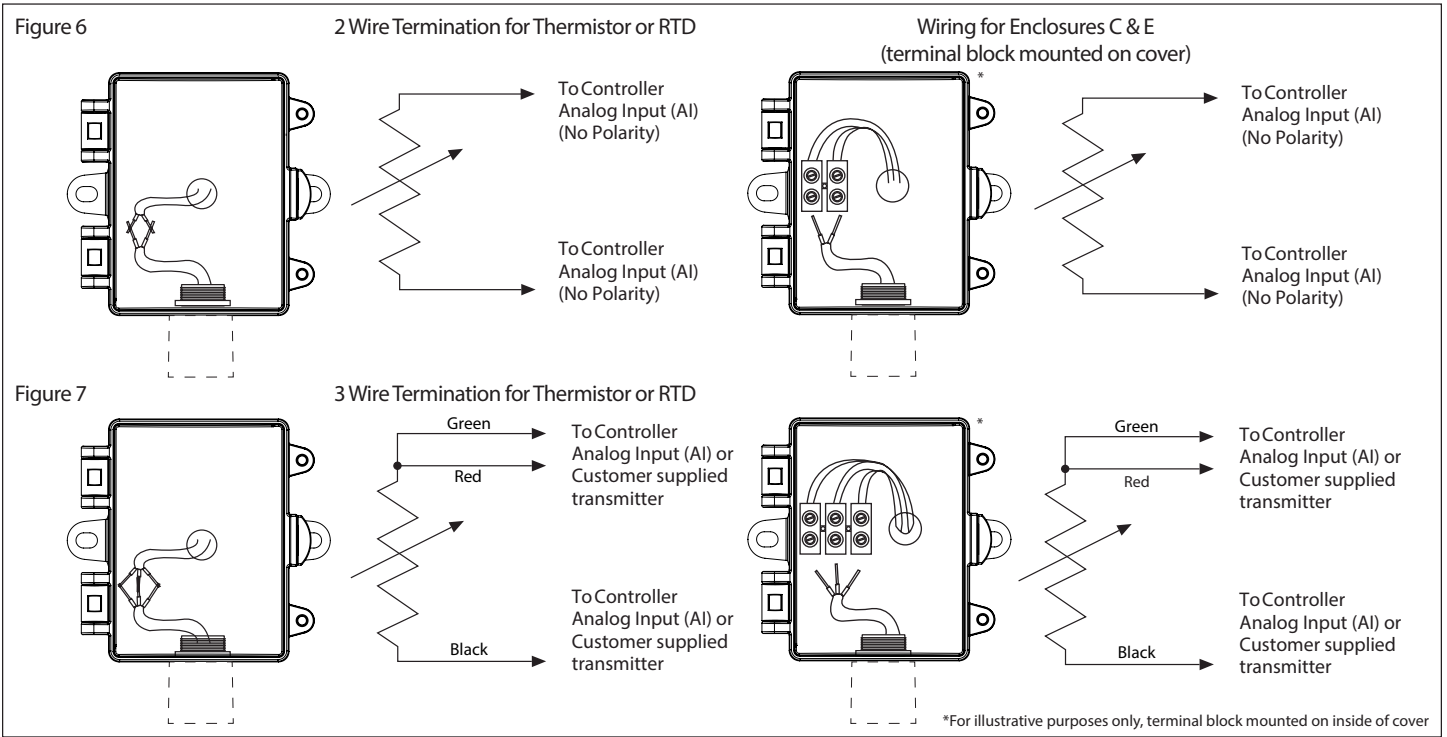 Figure 6
2 Wire Termination for Thermistor or RTD
Wiring for Enclosures C & E
(terminal block mounted on cover)
To Controller
Analog Input (AI)
(No Polarity)
To Controller
Analog Input (AI)
(No Polarity)
*
To Controller
Analog Input (AI)
(No Polarity)
To Controller
Analog Input (AI)
(No Polarity)
Figure 7
3 Wire Termination for Thermistor or RTD
Green
Red
To Controller
Analog Input (AI) or
Customer supplied
transmitter
Black
To Controller
Analog Input (AI) or
Customer supplied
transmitter
*
Green
Red
To Controller
Analog Input (AI) or
Customer supplied
transmitter
Black
To Controller
Analog Input (AI) or
Customer supplied
transmitter
*For illustrative purposes only, terminal block mounted on inside of cover